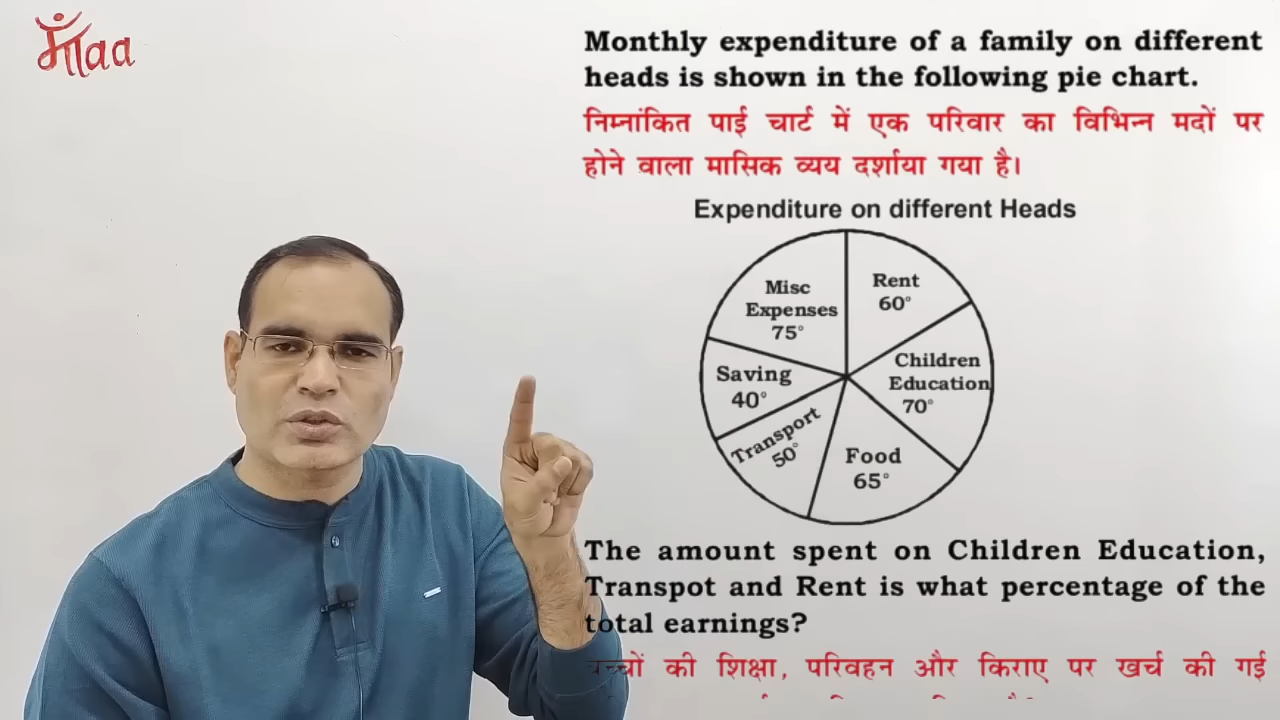 माँaa
Monthly expenditure of a family on different
heads is shown in the following pie chart.
निम्नांकित पाई चार्ट में एक परिवार का विभिन्न मदों पर
होने वाला मासिक व्यय दर्शाया गया है।
Expenditure on different Heads
Misc
Expenses
75°
Rent
60°
Children
Education
70°
Saving
40°
Transport
50°
Food
65°
The amount spent on Children Education,
Transpot and Rent is what percentage of the
total earnings?
बच्चों की शिक्षा, परिवहन और किराए पर खर्च की गई